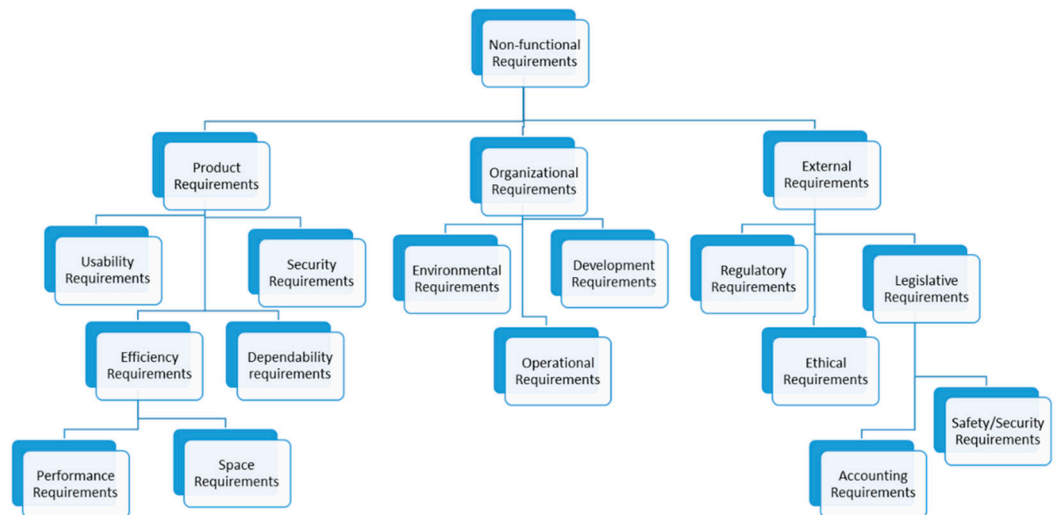 Non-functional
Requirements
Product
Requirements
Organizational
Requirements
External
Requirements
Usability
Requirements
Security
Requirements
Environmental
Requirements
Development
Requirements
Regulatory
Requirements
Legislative
Requirements
Efficiency
Requirements
Dependability
requirements
Operational
Requirements
Ethical
Requirements
Performance
Requirements
Space
Requirements
Accounting
Requirements
Safety/Security
Requirements